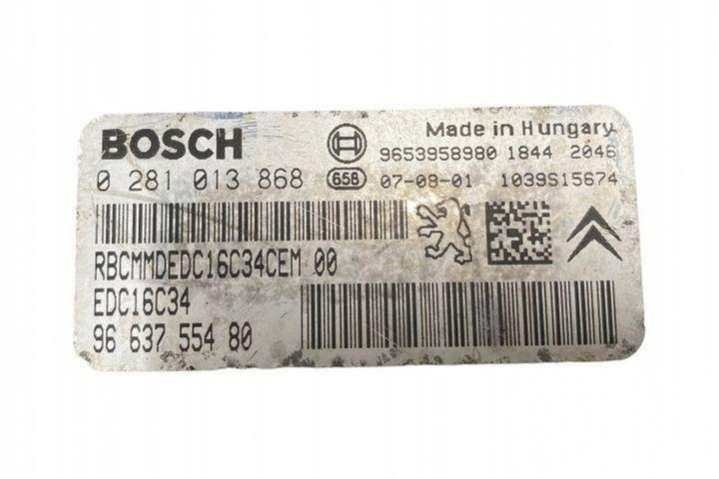 BOSCH
Made in Hungary
9653958980 1844 2046
0 281 013 868 658 07-08-01 1039S15674
RBCMMDEDC16C34CEM 00
EDC16C34
96 637 554 80